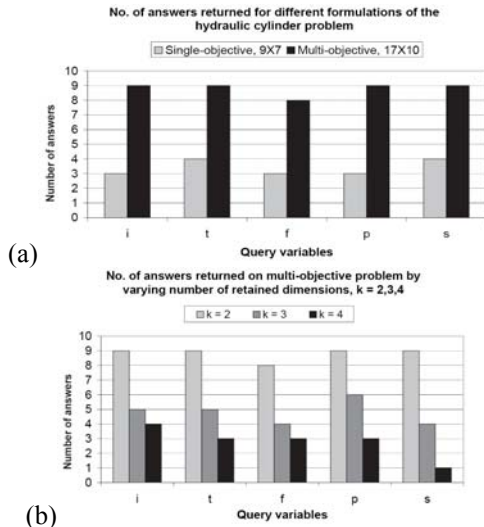 No. of answers returned for different formulations of the
hydraulic cylinder problem
Single-objective, 9X7 Multi-objective, 17X10
10
9
8
7
6
5
4
3
2
1
0
Number of answers
i t f p s
Query variables
(a)
No. of answers returned on multi-objective problem by
varying number of retained dimensions, k = 2,3,4
k = 2 k = 3 k = 4
10
9
8
7
6
5
4
3
2
1
0
Number of answers
i t f p s
Query variables
(b)